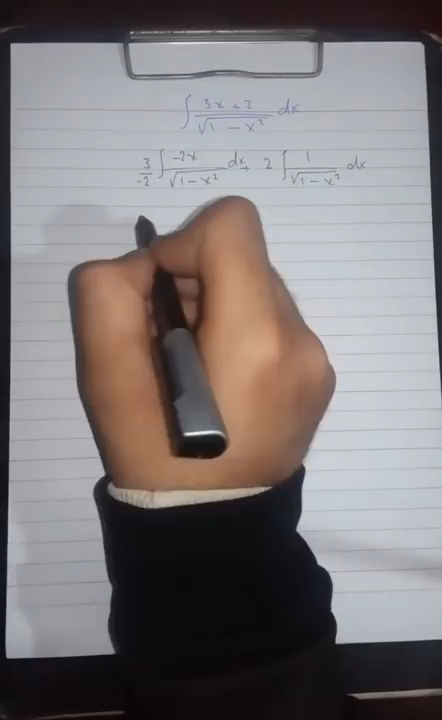 ∫ 3x + 2 / √1 - x² dx
3/-2 ∫ -2x / √1 - x² dx + 2 ∫ 1 / √1 - x² dx